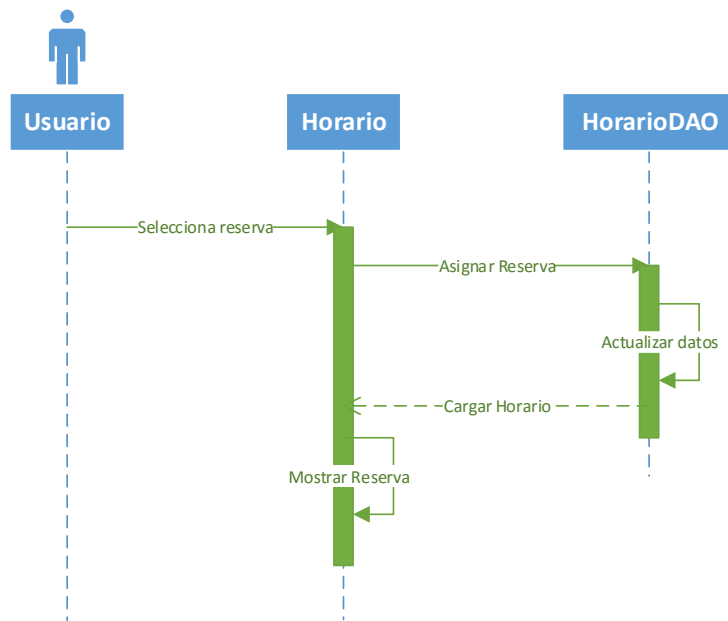 Usuario
Horario
HorarioDAO
Selecciona reserva
Asignar Reserva
Actualizar datos
Cargar Horario
Mostrar Reserva